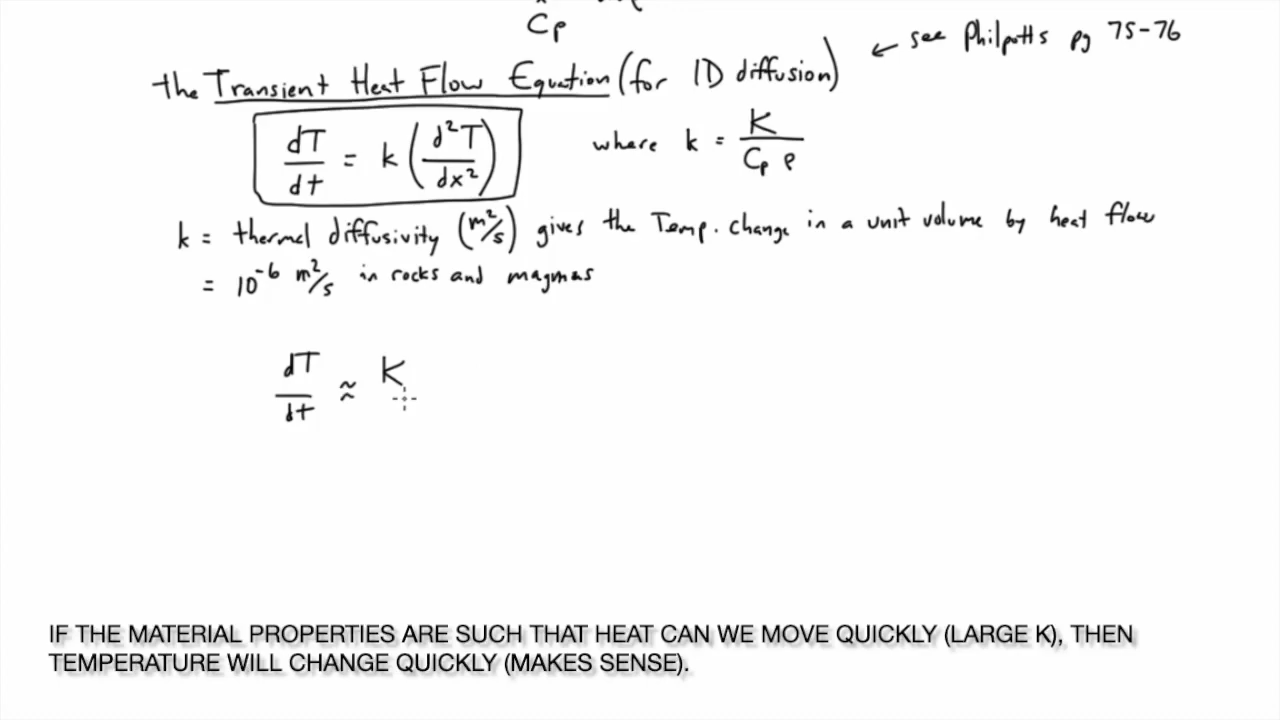 Cp
← see Philpotts pg 75-76
the Transient Heat Flow Equation (for 1D diffusion)
dT/dt = k (d²T/dx²) where k = K/(Cp ρ)
k = thermal diffusivity (m²/s) gives the Temp. change in a unit volume by heat flow
= 10⁻⁶ m²/s in rocks and magmas
dT/dt ≈ K
IF THE MATERIAL PROPERTIES ARE SUCH THAT HEAT CAN WE MOVE QUICKLY (LARGE K), THEN
TEMPERATURE WILL CHANGE QUICKLY (MAKES SENSE).